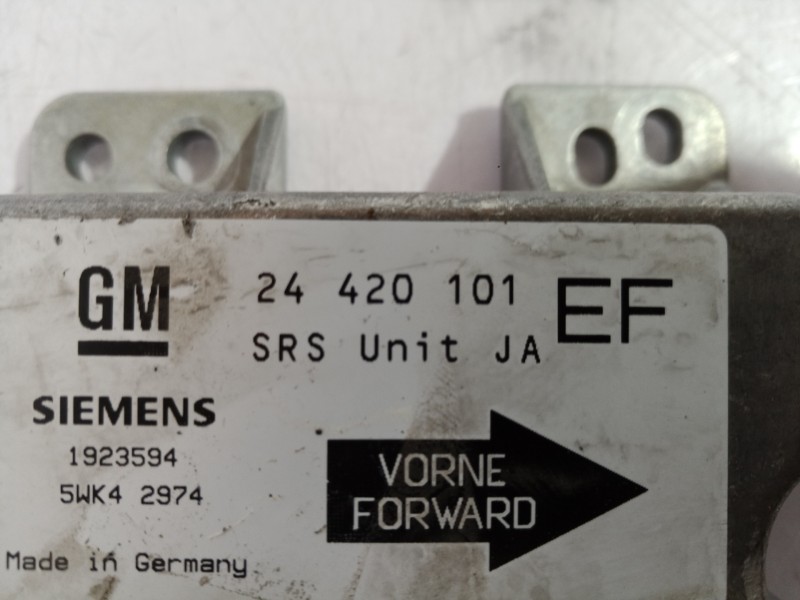 GM 24 420 101 EF
SRS Unit JA
SIEMENS
1923594
5WK4 2974
VORNE
FORWARD
Made in Germany